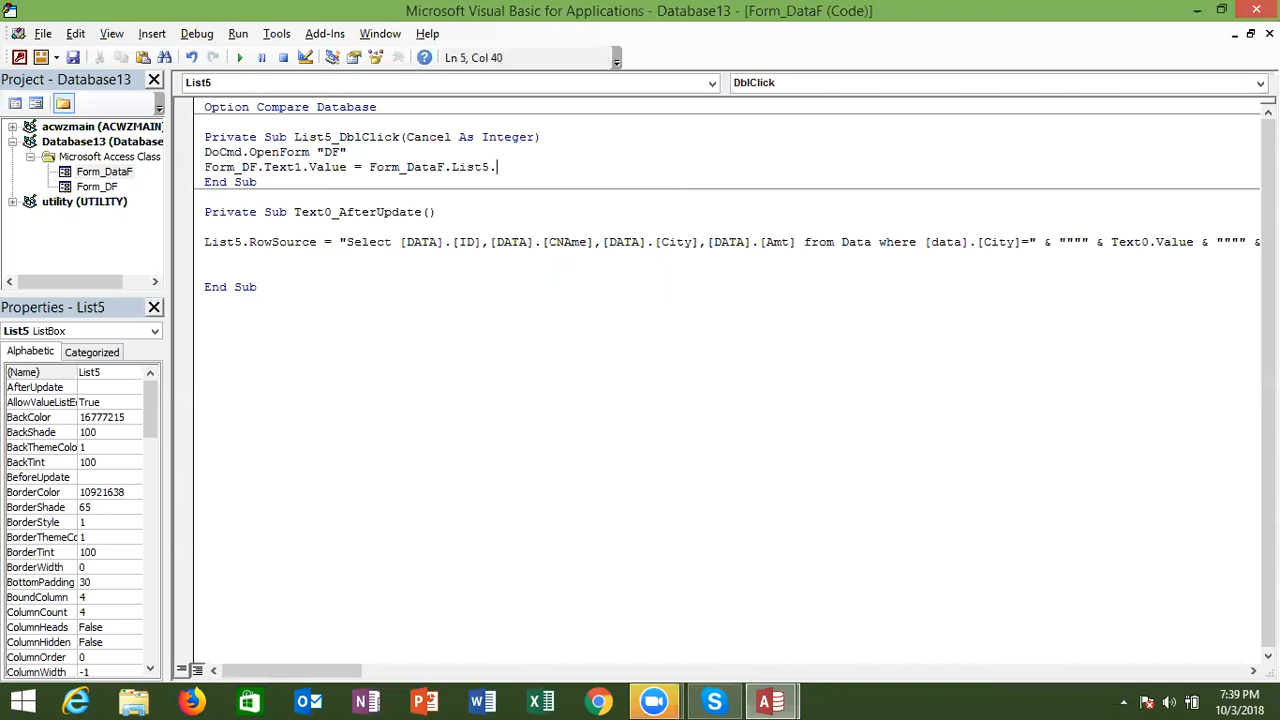 Microsoft Visual Basic for Applications - Database13 - [Form_DataF (Code)]
File Edit View Insert Format Debug Run Tools Add-Ins Window Help
Ln 5, Col 40
Project - Database13
List5
DblClick
acwzmain (ACWZMAIN)
Database13 (Database
Microsoft Access Class
Form_DataF
Form_DF
utility (UTILITY)
Option Compare Database
Private Sub List5_DblClick(Cancel As Integer)
DoCmd.OpenForm "DF"
Form_DF.Text1.Value = Form_DataF.List5.
End Sub
Private Sub Text0_AfterUpdate()
List5.RowSource = "Select [DATA].[ID],[DATA].[CNAme],[DATA].[City],[DATA].[Amt] from Data where [data].[City]=" & """" & Text0.Value & """" &
End Sub
Properties - List5
List5 ListBox
Alphabetic Categorized
(Name) List5
AfterUpdate
AllowValueListE True
BackColor 16777215
BackShade 100
BackThemeColo 1
BackTint 100
BeforeUpdate
BorderColor 10921638
BorderShade 65
BorderStyle 1
BorderThemeCo 1
BorderTint 100
BorderWidth 0
BottomPadding 30
BoundColumn 4
ColumnCount 4
ColumnHeads False
ColumnHidden False
ColumnOrder 0
ColumnWidth -1
7:39 PM
10/3/2018